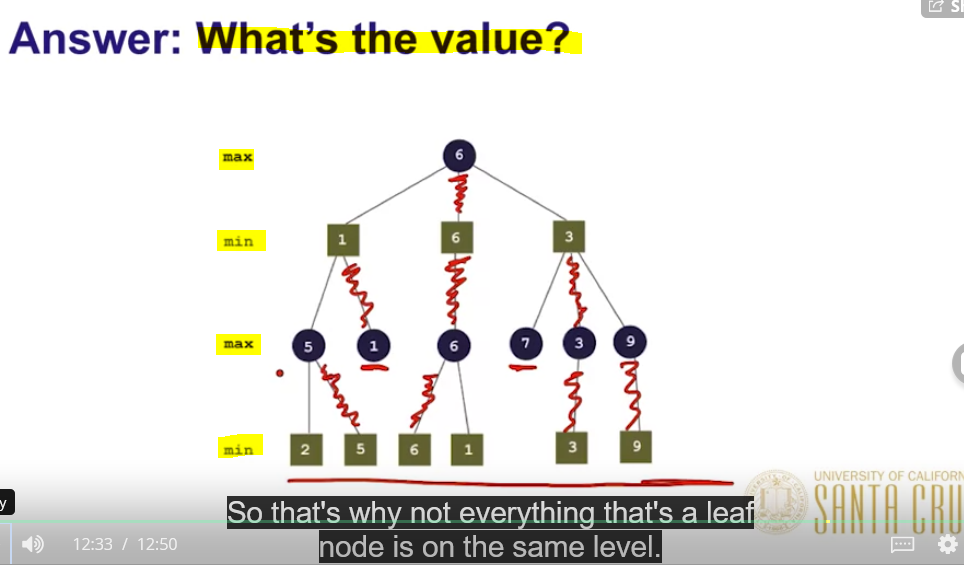 SI
Answer: What's the value?
max
6
min
1 6 3
max
5 1 6 7 3 9
min
2 5 6 1 3 9
y
UNIVERSITY OF CALIFORN
SANTA CRU
So that's why not everything that's a leaf
node is on the same level.
12:33 / 12:50